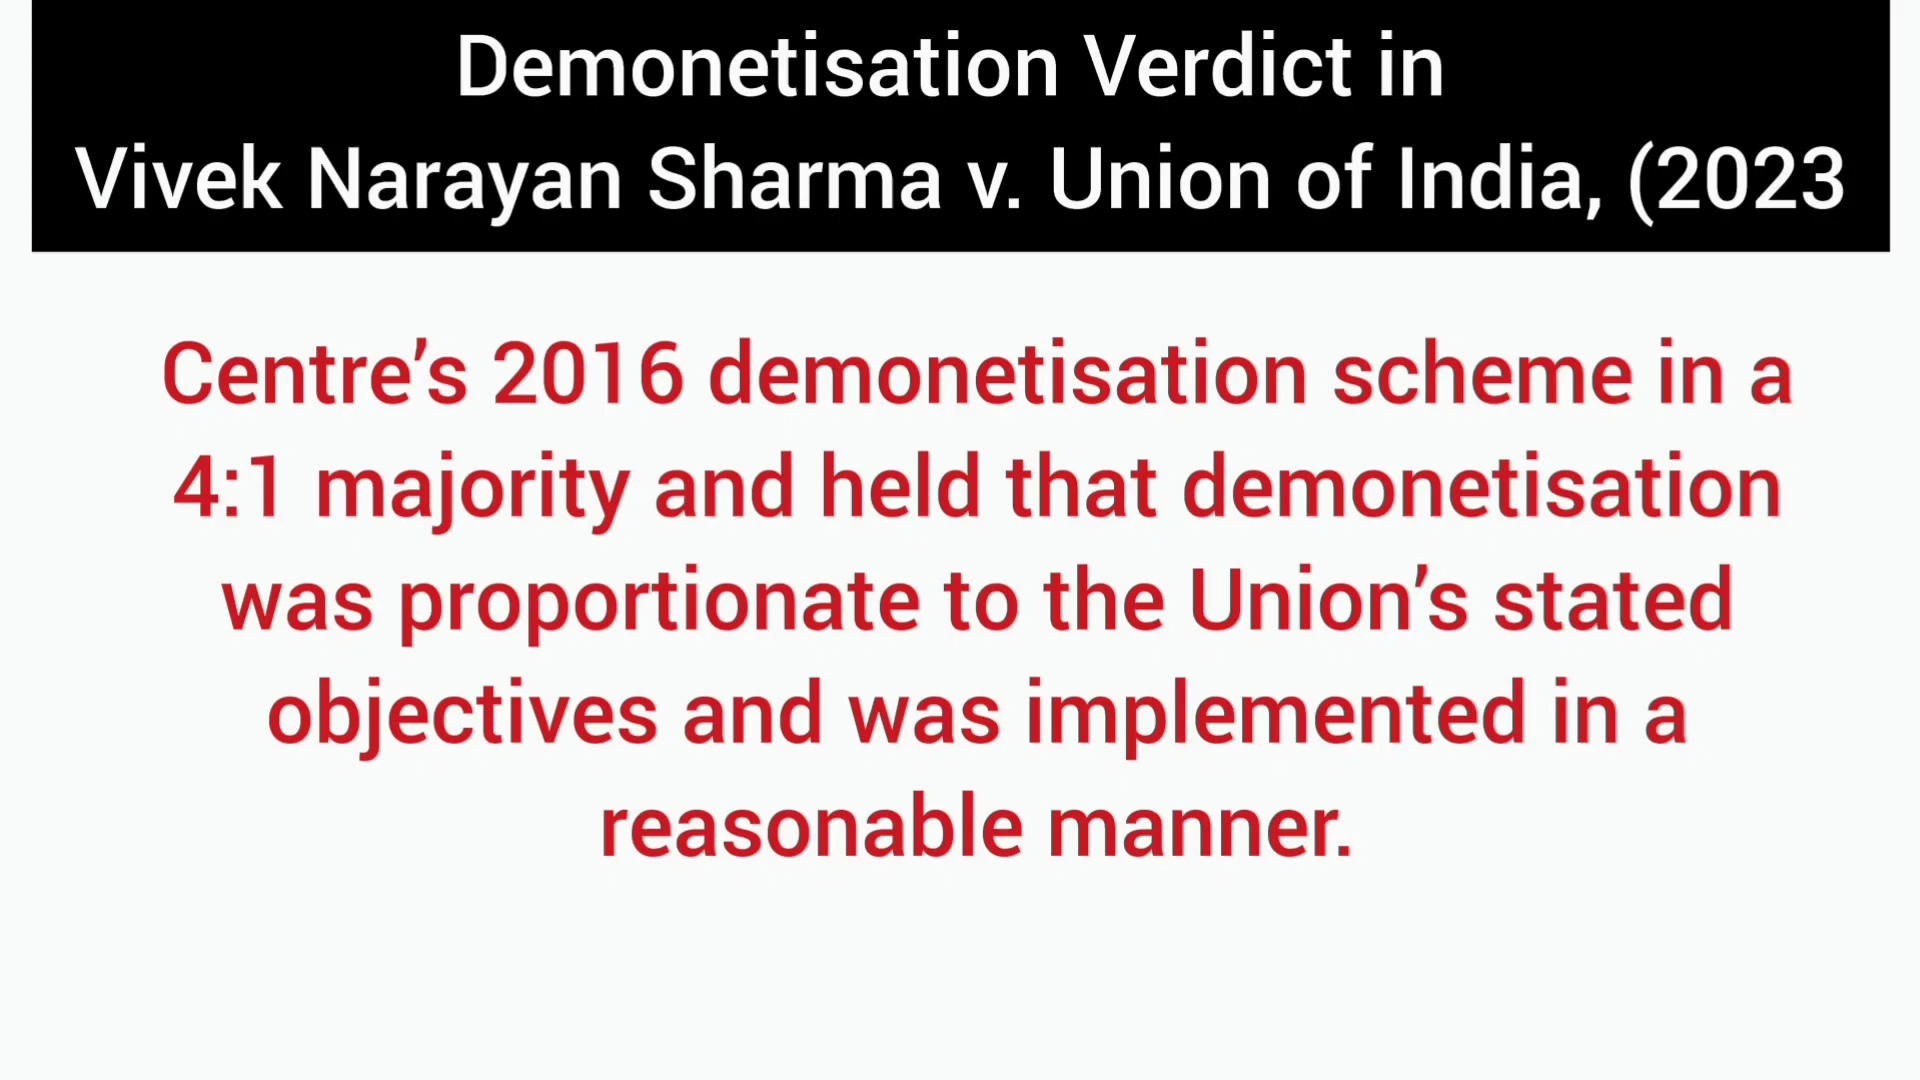 Demonetisation Verdict in
Vivek Narayan Sharma v. Union of India, (2023
Centre’s 2016 demonetisation scheme in a
4:1 majority and held that demonetisation
was proportionate to the Union’s stated
objectives and was implemented in a
reasonable manner.